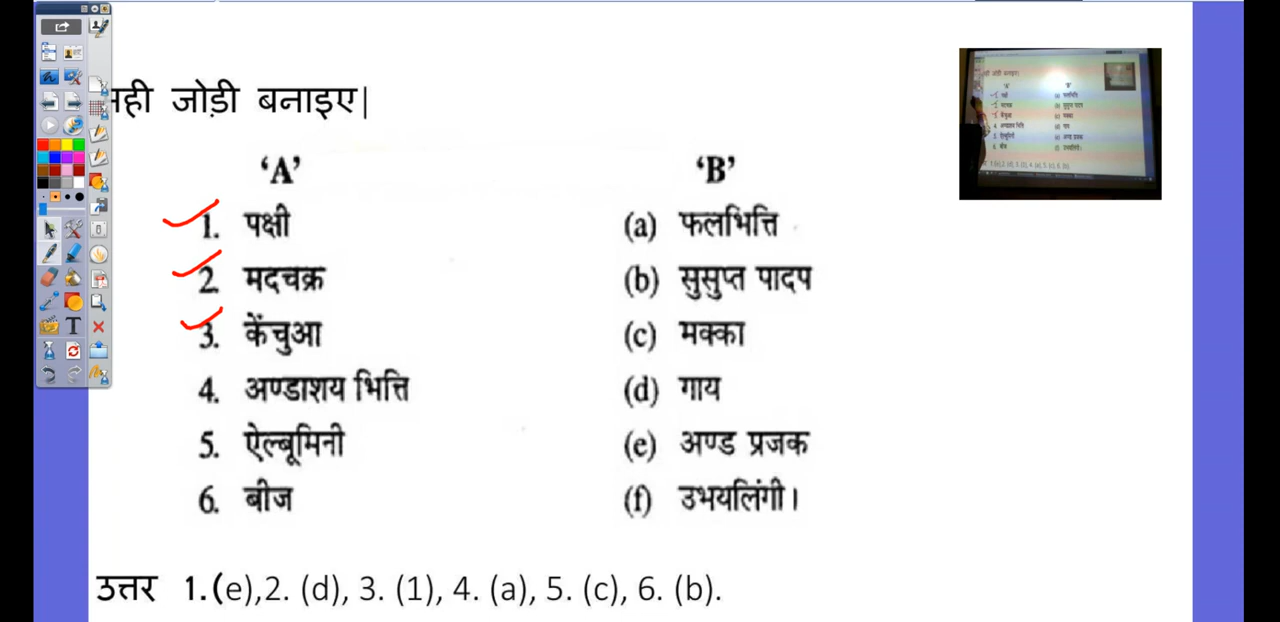 सही जोड़ी बनाइए|
‘A’ ‘B’
1. पक्षी (a) फलभित्ति
2. मदचक्र (b) सुसुप्त पादप
3. केंचुआ (c) मक्का
4. अण्डाशय भित्ति (d) गाय
5. ऐल्बूमिनी (e) अण्ड प्रजक
6. बीज (f) उभयलिंगी।
उत्तर 1.(e),2. (d), 3. (1), 4. (a), 5. (c), 6. (b).